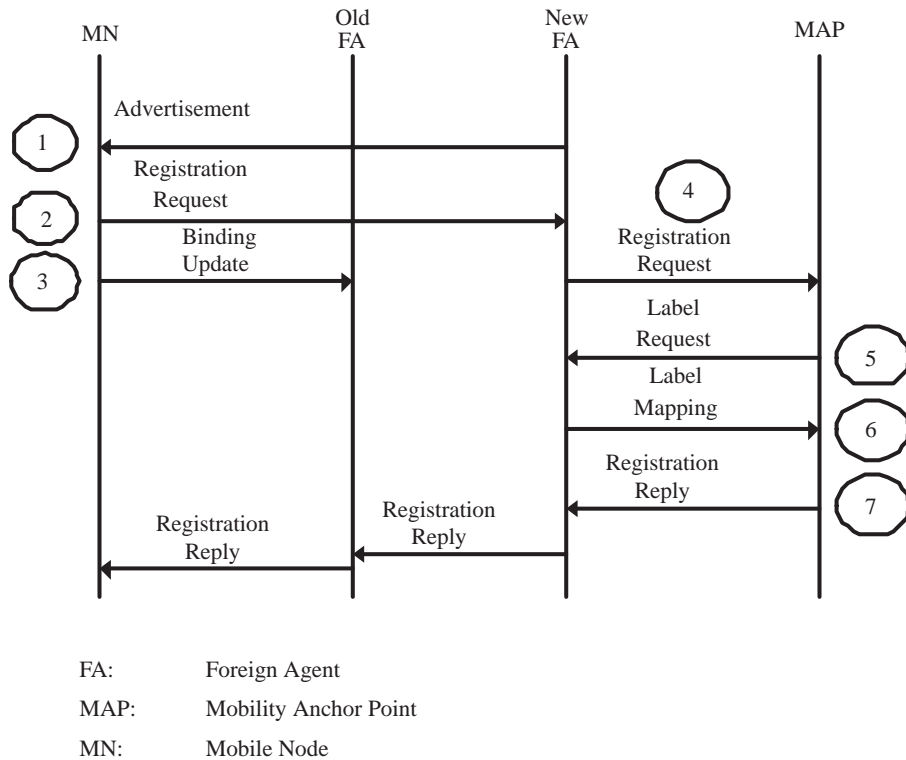 MN
Old
FA
New
FA
MAP
Advertisement
1
Registration
Request
2
Binding
Update
3
4
Registration
Request
Label
Request
5
Label
Mapping
6
Registration
Reply
7
Registration
Reply
Registration
Reply
FA: Foreign Agent
MAP: Mobility Anchor Point
MN: Mobile Node